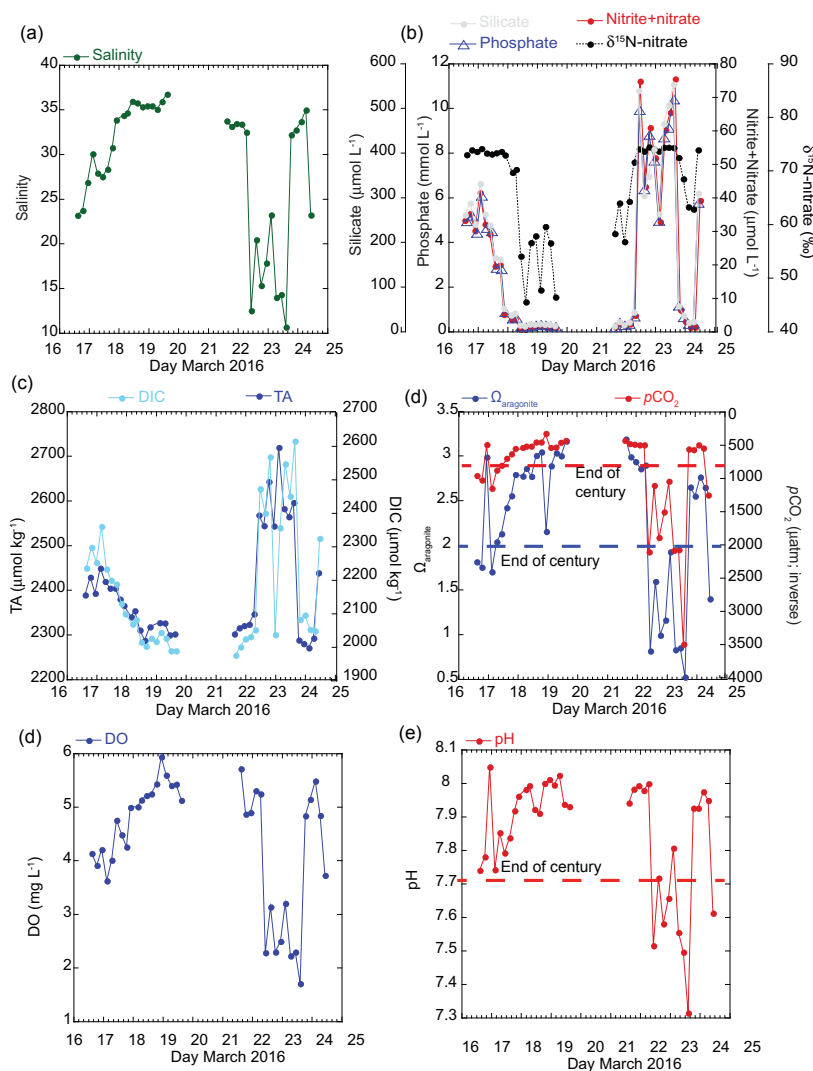 (a)
Salinity
40
35
30
25
20
15
10
Salinity
16 17 18 19 20 21 22 23 24 25
Day March 2016
(b)
Silicate
Nitrite+nitrate
Phosphate
δ¹⁵N-nitrate
600
500
400
300
200
100
0
Silicate (μmol L⁻¹)
16
12
10
8
6
4
2
0
Phosphate (mmol L⁻¹)
80
70
60
50
40
30
20
10
0
Nitrite+Nitrate (μmol L⁻¹)
90
80
70
60
50
40
δ¹⁵N-nitrate (‰)
16 17 18 19 20 21 22 23 24 25
Day March 2016
(c)
DIC
TA
2800
2700
2600
2500
2400
2300
2200
TA (μmol kg⁻¹)
2700
2600
2500
2400
2300
2200
2100
2000
1900
DIC (μmol kg⁻¹)
16 17 18 19 20 21 22 23 24 25
Day March 2016
(d)
Ωaragonite
pCO₂
3.5
3
2.5
2
1.5
1
0.5
Ωaragonite
End of century
End of century
0
500
1000
1500
2000
2500
3000
3500
4000
pCO₂ (μatm; inverse)
16 17 18 19 20 21 22 23 24 25
Day March 2016
(d)
DO
6
5
4
3
2
1
DO (mg L⁻¹)
16 17 18 19 20 21 22 23 24 25
Day March 2016
(e)
pH
8.1
8
7.9
7.8
7.7
7.6
7.5
7.4
7.3
pH
End of century
16 17 18 19 20 21 22 23 24 25
Day March 2016